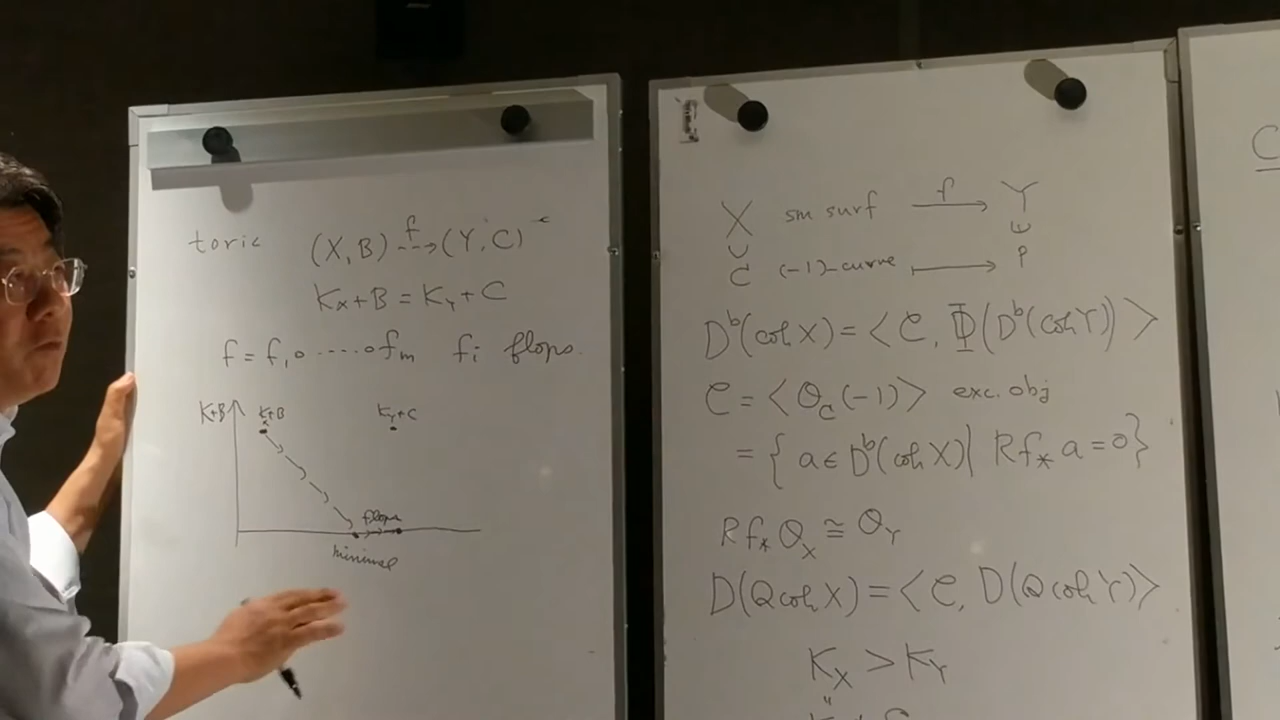 toric (X,B) --f--> (Y,C)
K_X+B = K_Y+C
f = f_1 ∘ ····· ∘ f_m f_i flops.
K+B K_X+B K_Y+C
flops
minimal
X sm surf —f→ Y
∪ ∈
C (-1)-curve ↦ P
D^b(coh X) = ⟨𝒞, Φ(D^b(coh Y))⟩
𝒞 = ⟨O_C(-1)⟩ exc. obj
= {a ∈ D^b(coh X) | Rf_* a = 0}
Rf_* O_X ≅ O_Y
D(Qcoh X) = ⟨𝒞, D(Qcoh Y)⟩
K_X > K_Y
C